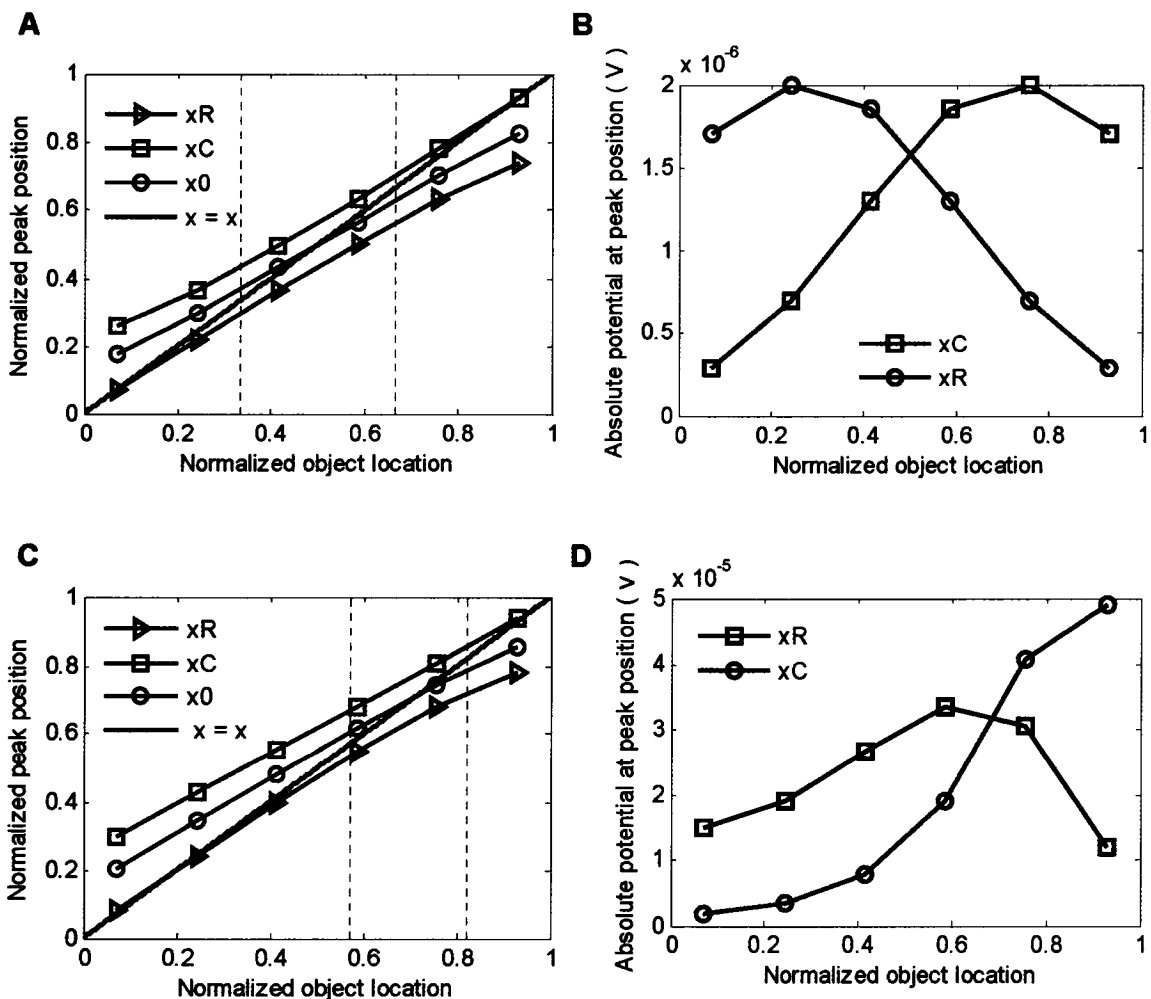 A
Normalized peak position
1
0.8
0.6
0.4
0.2
0
xR
xC
x0
x = x
0 0.2 0.4 0.6 0.8 1
Normalized object location
B
Absolute potential at peak position ( V )
x 10^-6
2
1.5
1
0.5
0
xC
xR
0 0.2 0.4 0.6 0.8 1
Normalized object location
C
Normalized peak position
1
0.8
0.6
0.4
0.2
0
xR
xC
x0
x = x
0 0.2 0.4 0.6 0.8 1
Normalized object location
D
Absolute potential at peak position ( V )
x 10^-5
5
4
3
2
1
0
xR
xC
0 0.2 0.4 0.6 0.8 1
Normalized object location